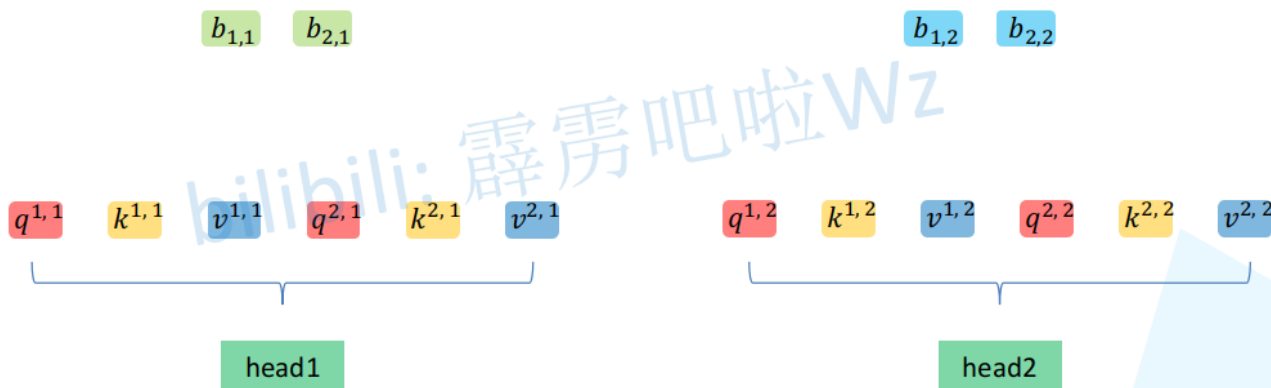 b₁,₁ b₂,₁ b₁,₂ b₂,₂
bilibili: 霹雳吧啦Wz
q¹,¹ k¹,¹ v¹,¹ q²,¹ k²,¹ v²,¹ q¹,² k¹,² v¹,² q²,² k²,² v²,²
head1 head2